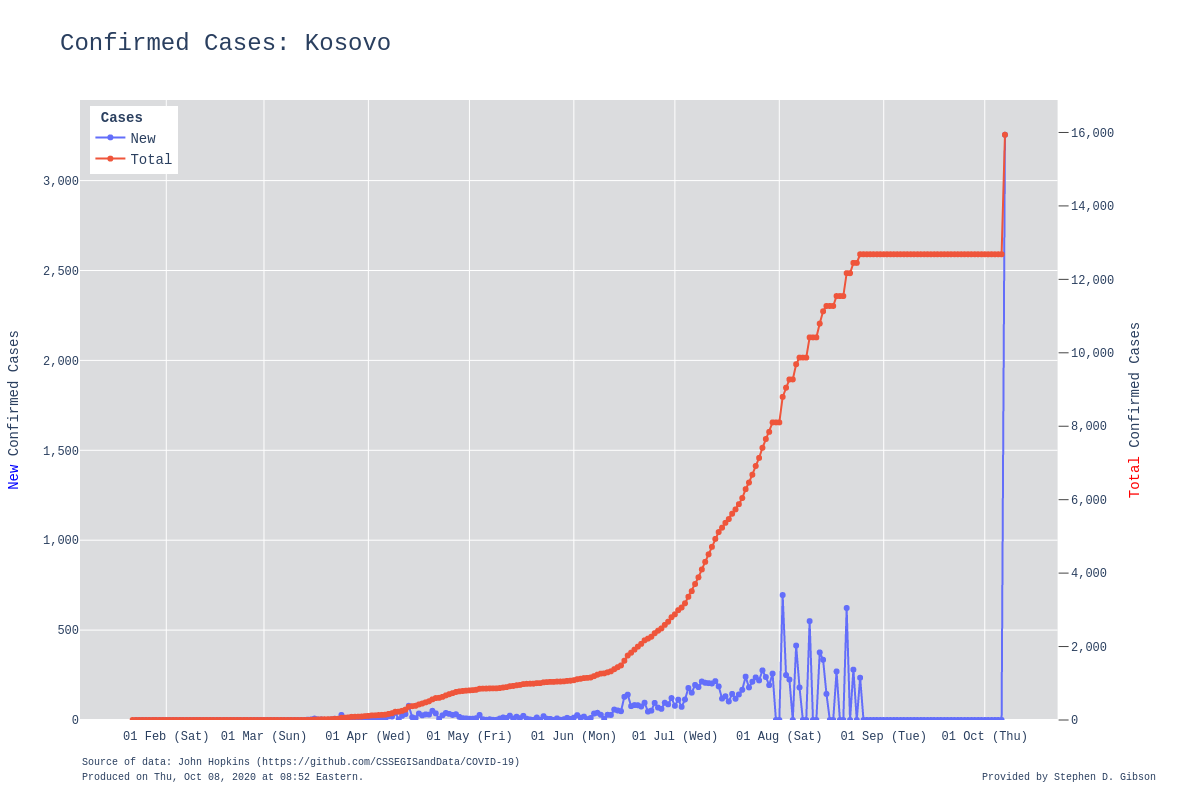 Confirmed Cases: Kosovo
Cases
New
Total
3,000
2,500
2,000
1,500
1,000
500
0
16,000
14,000
12,000
10,000
8,000
6,000
4,000
2,000
0
New Confirmed Cases
Total Confirmed Cases
01 Feb (Sat) 01 Mar (Sun) 01 Apr (Wed) 01 May (Fri) 01 Jun (Mon) 01 Jul (Wed) 01 Aug (Sat) 01 Sep (Tue) 01 Oct (Thu)
Source of data: John Hopkins (https://github.com/CSSEGISandData/COVID-19)
Produced on Thu, Oct 08, 2020 at 08:52 Eastern.
Provided by Stephen D. Gibson